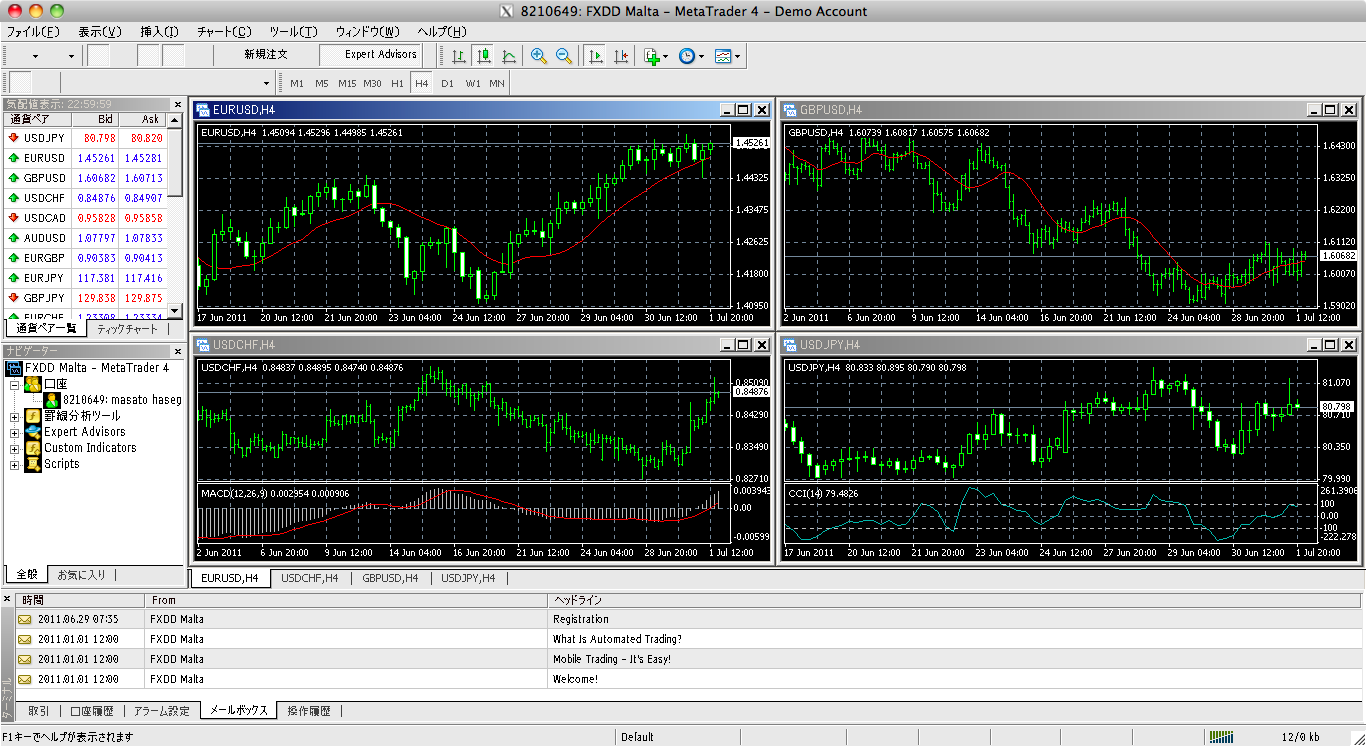 8210649: FXDD Malta - MetaTrader 4 - Demo Account
ファイル(F) 表示(V) 挿入(I) チャート(C) ツール(T) ウィンドウ(W) ヘルプ(H)
新規注文 Expert Advisors
M1 M5 M15 M30 H1 H4 D1 W1 MN
気配値表示: 22:59:59
通貨ペア Bid Ask
USDJPY 80.798 80.820
EURUSD 1.45261 1.45281
GBPUSD 1.60682 1.60713
USDCHF 0.84876 0.84907
USDCAD 0.95828 0.95858
AUDUSD 1.07797 1.07833
EURGBP 0.90383 0.90413
EURJPY 117.381 117.416
GBPJPY 129.838 129.875
EURCHF 1.23308 1.23334
通貨ペア一覧 ティックチャート
ナビゲーター
FXDD Malta - MetaTrader 4
口座
8210649: masato haseg
罫線分析ツール
Expert Advisors
Custom Indicators
Scripts
全般 お気に入り
EURUSD,H4
EURUSD,H4 1.45094 1.45296 1.44985 1.45261
1.45261
1.44325
1.43475
1.42625
1.41800
1.40950
17 Jun 2011 20 Jun 12:00 21 Jun 20:00 23 Jun 04:00 24 Jun 12:00 27 Jun 20:00 29 Jun 04:00 30 Jun 12:00 1 Jul 20:00
GBPUSD,H4
GBPUSD,H4 1.60739 1.60817 1.60575 1.60682
1.64300
1.63250
1.62200
1.61120
1.60682
1.60070
1.59020
2 Jun 2011 6 Jun 20:00 9 Jun 12:00 14 Jun 04:00 16 Jun 20:00 21 Jun 12:00 24 Jun 04:00 28 Jun 20:00 1 Jul 12:00
USDCHF,H4
USDCHF,H4 0.84837 0.84895 0.84740 0.84876
0.85090
0.84876
0.84290
0.83490
0.82710
MACD(12,26,9) 0.002954 0.000906
0.003943
0.00
-0.00599
2 Jun 2011 6 Jun 20:00 9 Jun 12:00 14 Jun 04:00 16 Jun 20:00 21 Jun 12:00 24 Jun 04:00 28 Jun 20:00 1 Jul 12:00
USDJPY,H4
USDJPY,H4 80.833 80.895 80.790 80.798
81.070
80.798
80.710
80.350
79.990
CCI(14) 79.4826
261.3906
100
0.00
-100
-222.278
17 Jun 2011 20 Jun 12:00 21 Jun 20:00 23 Jun 04:00 24 Jun 12:00 27 Jun 20:00 29 Jun 04:00 30 Jun 12:00 1 Jul 20:00
EURUSD,H4 USDCHF,H4 GBPUSD,H4 USDJPY,H4
時間 From ヘッドライン
2011.06.29 07:35 FXDD Malta Registration
2011.01.01 12:00 FXDD Malta What Is Automated Trading?
2011.01.01 12:00 FXDD Malta Mobile Trading - It's Easy!
2011.01.01 12:00 FXDD Malta Welcome!
ターミナル
取引 口座履歴 アラーム設定 メールボックス 操作履歴
F1キーでヘルプが表示されます Default 12/0 kb